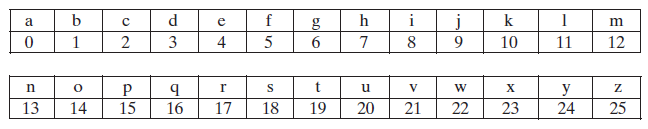 a b c d e f g h i j k l m
0 1 2 3 4 5 6 7 8 9 10 11 12
n o p q r s t u v w x y z
13 14 15 16 17 18 19 20 21 22 23 24 25